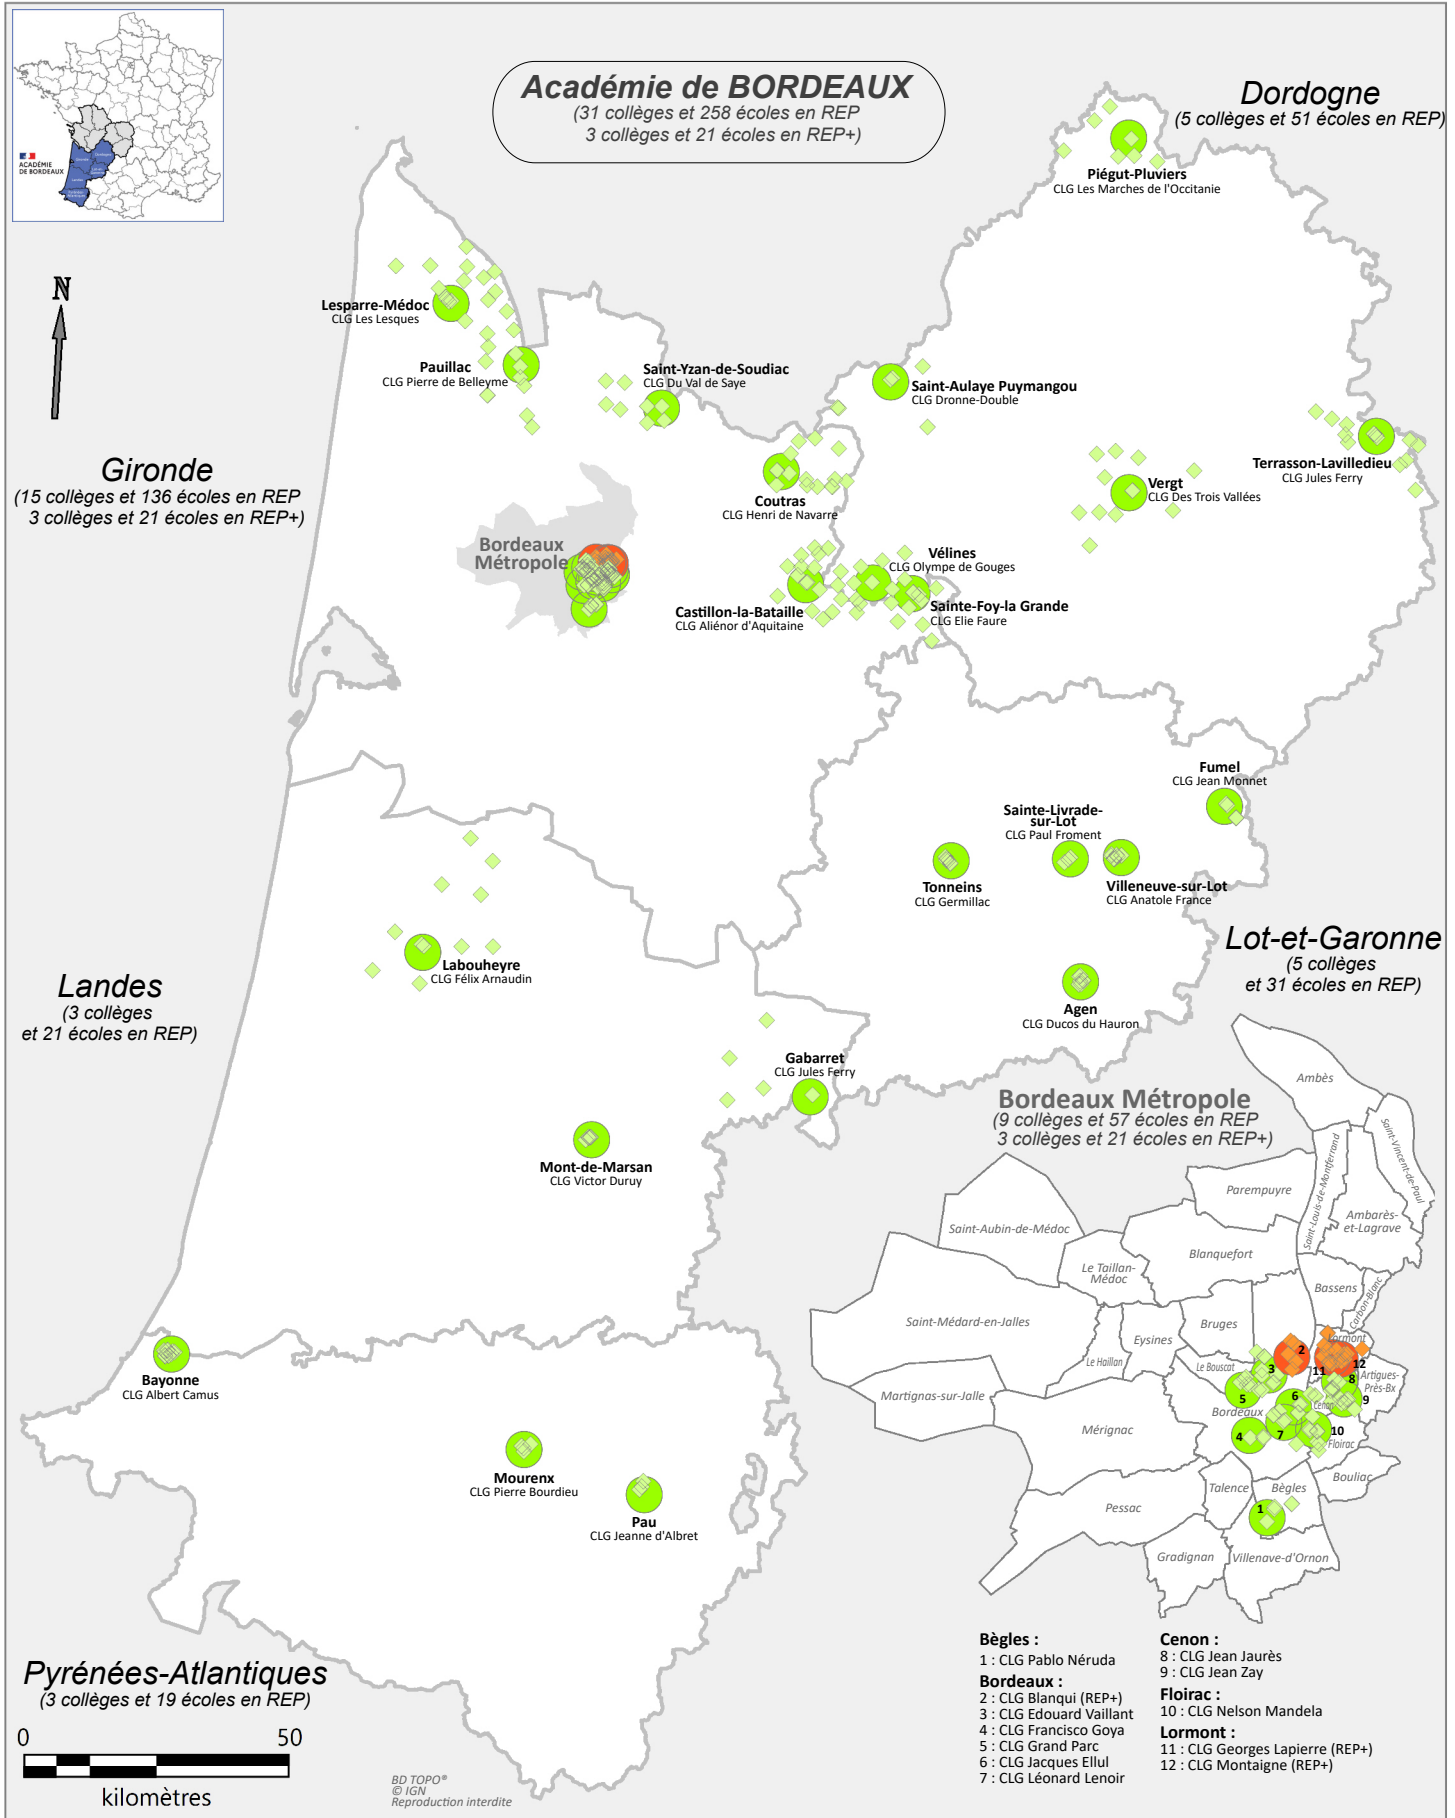 ACADÉMIE
DE BORDEAUX
Académie de BORDEAUX
(31 collèges et 258 écoles en REP
3 collèges et 21 écoles en REP+)
Dordogne
(5 collèges et 51 écoles en REP)
Piégut-Pluviers
CLG Les Marches de l'Occitanie
N
Lesparre-Médoc
CLG Les Lesques
Pauillac
CLG Pierre de Belleyme
Saint-Yzan-de-Soudiac
CLG Du Val de Saye
Saint-Aulaye Puymangou
CLG Dronne-Double
Terrasson-Lavilledieu
CLG Jules Ferry
Gironde
(15 collèges et 136 écoles en REP
3 collèges et 21 écoles en REP+)
Coutras
CLG Henri de Navarre
Vergt
CLG Des Trois Vallées
Bordeaux
Métropole
Vélines
CLG Olympe de Gouges
Castillon-la-Bataille
CLG Aliénor d'Aquitaine
Sainte-Foy-la Grande
CLG Elie Faure
Fumel
CLG Jean Monnet
Sainte-Livrade-
sur-Lot
CLG Paul Froment
Tonneins
CLG Germillac
Villeneuve-sur-Lot
CLG Anatole France
Lot-et-Garonne
(5 collèges
et 31 écoles en REP)
Labouheyre
CLG Félix Arnaudin
Landes
(3 collèges
et 21 écoles en REP)
Agen
CLG Ducos du Hauron
Gabarret
CLG Jules Ferry
Mont-de-Marsan
CLG Victor Duruy
Bordeaux Métropole
(9 collèges et 57 écoles en REP
3 collèges et 21 écoles en REP+)
Ambès
Saint-Vincent-de-Paul
Saint-Louis-de-Montferrand
Parempuyre
Ambarès-
et-Lagrave
Saint-Aubin-de-Médoc
Blanquefort
Le Taillan-
Médoc
Bassens
Carbon-Blanc
Saint-Médard-en-Jalles
Bruges
Eysines
Le Haillan
Le Bouscat
Lormont
2
11
12
3
8
Artigues-
Près-Bx
5
6
9
Cenon
Martignas-sur-Jalle
Bordeaux
Mérignac
4
7
10
Floirac
Bouliac
Talence
Bègles
Pessac
1
Gradignan
Villenave-d'Ornon
Bayonne
CLG Albert Camus
Mourenx
CLG Pierre Bourdieu
Pau
CLG Jeanne d'Albret
Pyrénées-Atlantiques
(3 collèges et 19 écoles en REP)
0
50
kilomètres
BD TOPO®
© IGN
Reproduction interdite
Bègles :
1 : CLG Pablo Néruda
Bordeaux :
2 : CLG Blanqui (REP+)
3 : CLG Edouard Vaillant
4 : CLG Francisco Goya
5 : CLG Grand Parc
6 : CLG Jacques Ellul
7 : CLG Léonard Lenoir
Cenon :
8 : CLG Jean Jaurès
9 : CLG Jean Zay
Floirac :
10 : CLG Nelson Mandela
Lormont :
11 : CLG Georges Lapierre (REP+)
12 : CLG Montaigne (REP+)